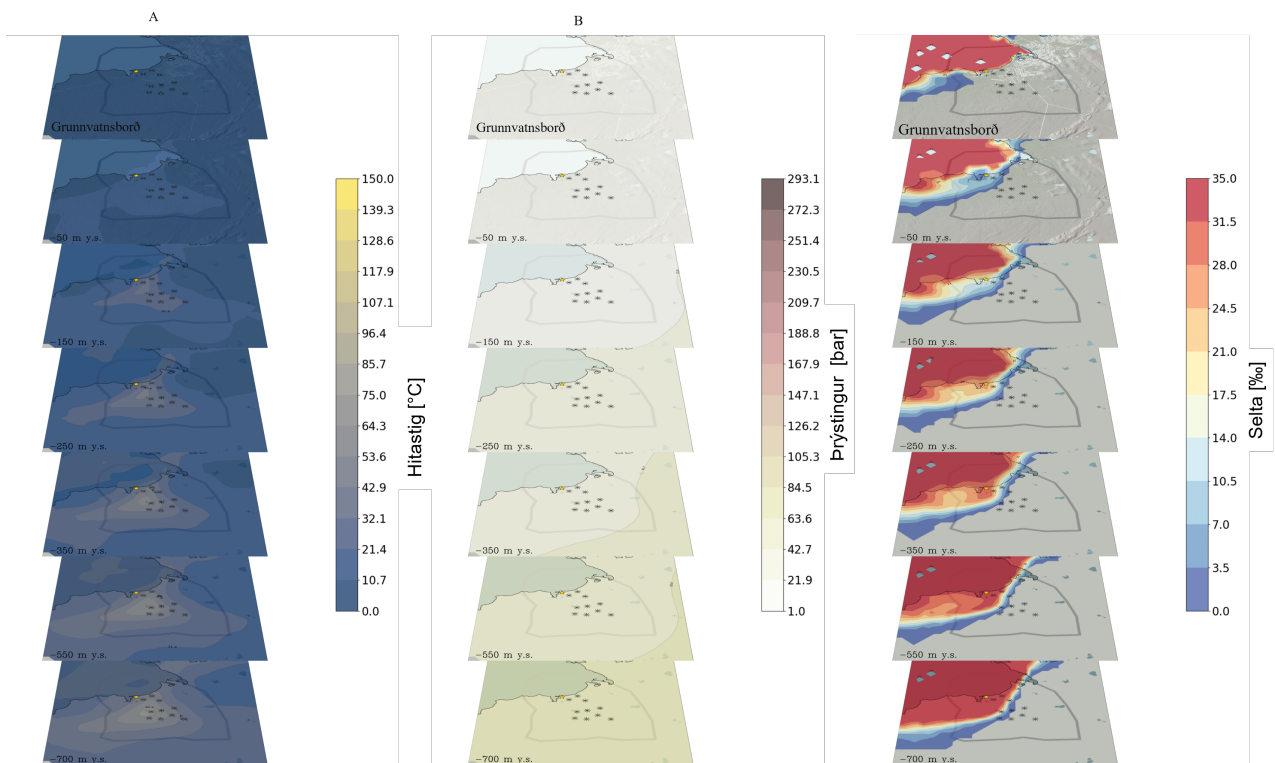 A
B
Grunnvatnsborð
-50 m y.s.
-150 m y.s.
-250 m y.s.
-350 m y.s.
-550 m y.s.
-700 m y.s.
150.0
139.3
128.6
117.9
107.1
96.4
85.7
75.0
64.3
53.6
42.9
32.1
21.4
10.7
0.0
Hitastig [°C]
Grunnvatnsborð
-50 m y.s.
-150 m y.s.
-250 m y.s.
-350 m y.s.
-550 m y.s.
-700 m y.s.
293.1
272.3
251.4
230.5
209.7
188.8
167.9
147.1
126.2
105.3
84.5
63.6
42.7
21.9
1.0
Þrýstingur [bar]
Grunnvatnsborð
-50 m y.s.
-150 m y.s.
-250 m y.s.
-350 m y.s.
-550 m y.s.
-700 m y.s.
35.0
31.5
28.0
24.5
21.0
17.5
14.0
10.5
7.0
3.5
0.0
Selta [‰]